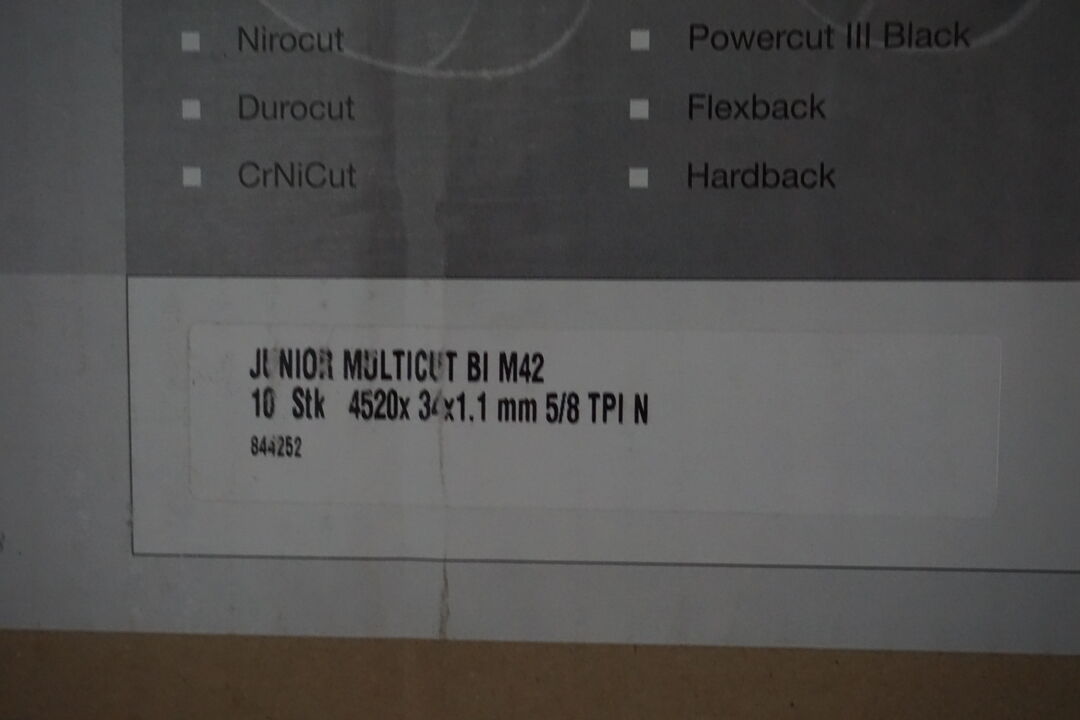 Nirocut
Powercut III Black
Durocut
Flexback
CrNiCut
Hardback
JUNIOR MULTICUT BI M42
10 Stk 4520x 34x1.1 mm 5/8 TPI N
844252